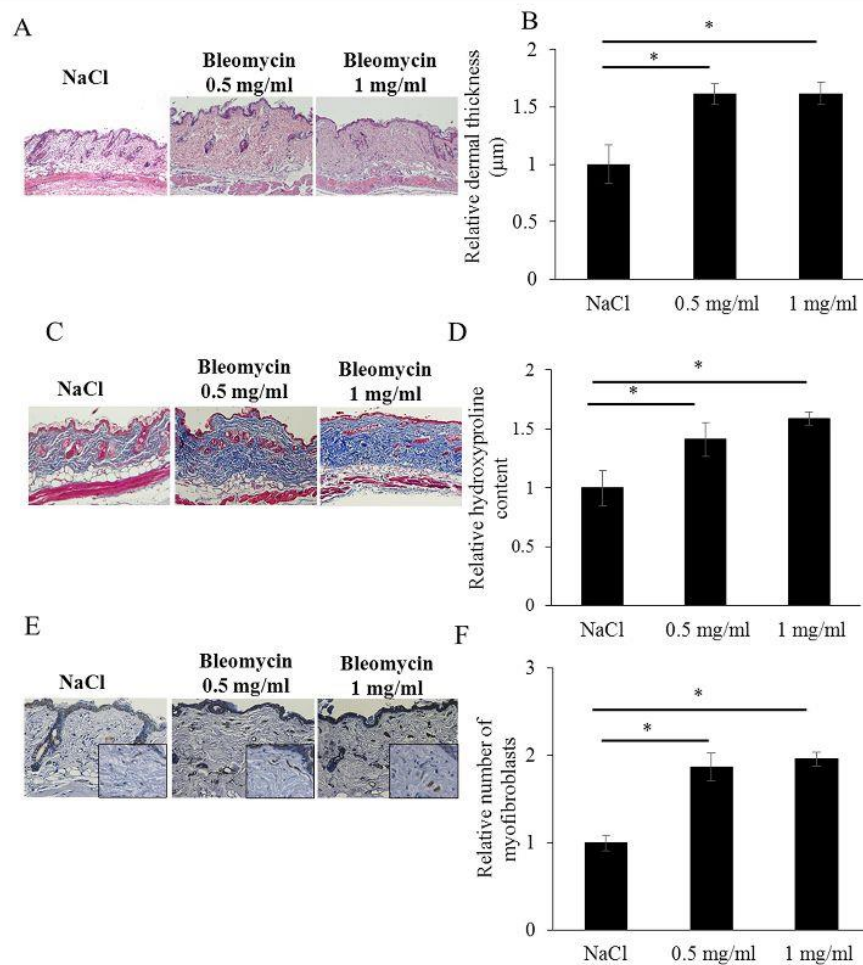 A
NaCl
Bleomycin
0.5 mg/ml
Bleomycin
1 mg/ml
B
Relative dermal thickness
(µm)
2
1.5
1
0.5
0
*
*
NaCl
0.5 mg/ml
1 mg/ml
C
NaCl
Bleomycin
0.5 mg/ml
Bleomycin
1 mg/ml
D
Relative hydroxyproline
content
2
1.5
1
0.5
0
*
*
NaCl
0.5 mg/ml
1 mg/ml
E
NaCl
Bleomycin
0.5 mg/ml
Bleomycin
1 mg/ml
F
Relative number of
myofibroblasts
3
2
1
0
*
*
NaCl
0.5 mg/ml
1 mg/ml